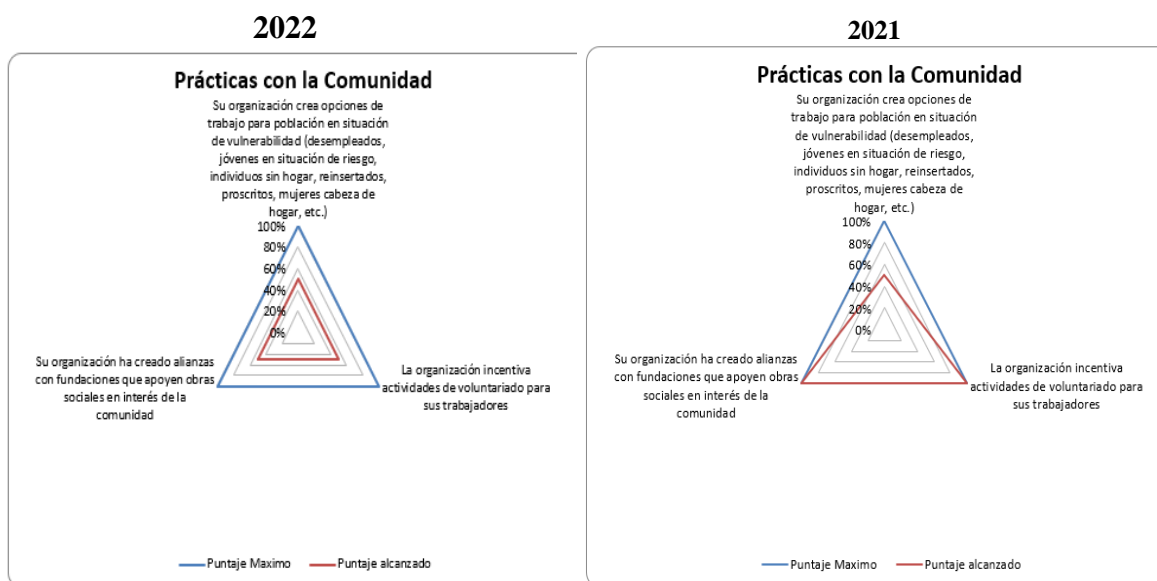 2022
Prácticas con la Comunidad
Su organización crea opciones de
trabajo para población en situación
de vulnerabilidad (desempleados,
jóvenes en situación de riesgo,
individuos sin hogar, reinsertados,
proscritos, mujeres cabeza de
hogar, etc.)
100%
80%
60%
40%
20%
0%
Su organización ha creado alianzas
con fundaciones que apoyen obras
sociales en interés de la
comunidad
La organización incentiva
actividades de voluntariado para
sus trabajadores
Puntaje Maximo
Puntaje alcanzado
2021
Prácticas con la Comunidad
Su organización crea opciones de
trabajo para población en situación
de vulnerabilidad (desempleados,
jóvenes en situación de riesgo,
individuos sin hogar, reinsertados,
proscritos, mujeres cabeza de
hogar, etc.)
100%
80%
60%
40%
20%
0%
Su organización ha creado alianzas
con fundaciones que apoyen obras
sociales en interés de la
comunidad
La organización incentiva
actividades de voluntariado para
sus trabajadores
Puntaje Maximo
Puntaje alcanzado